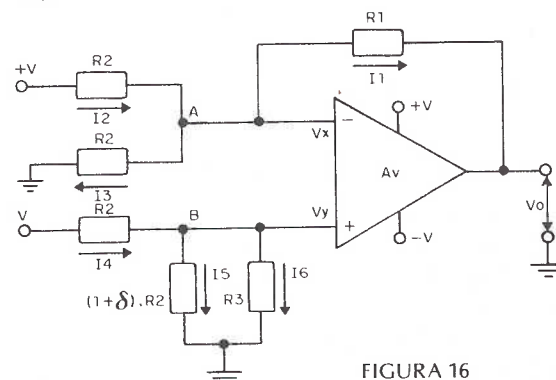 R1
I1
+V
R2
I2
A
R2
I3
Vx
−
+V
Av
Vo
V
R2
I4
B
Vy
+
−V
(1+δ).R2
I5
R3
I6
FIGURA 16